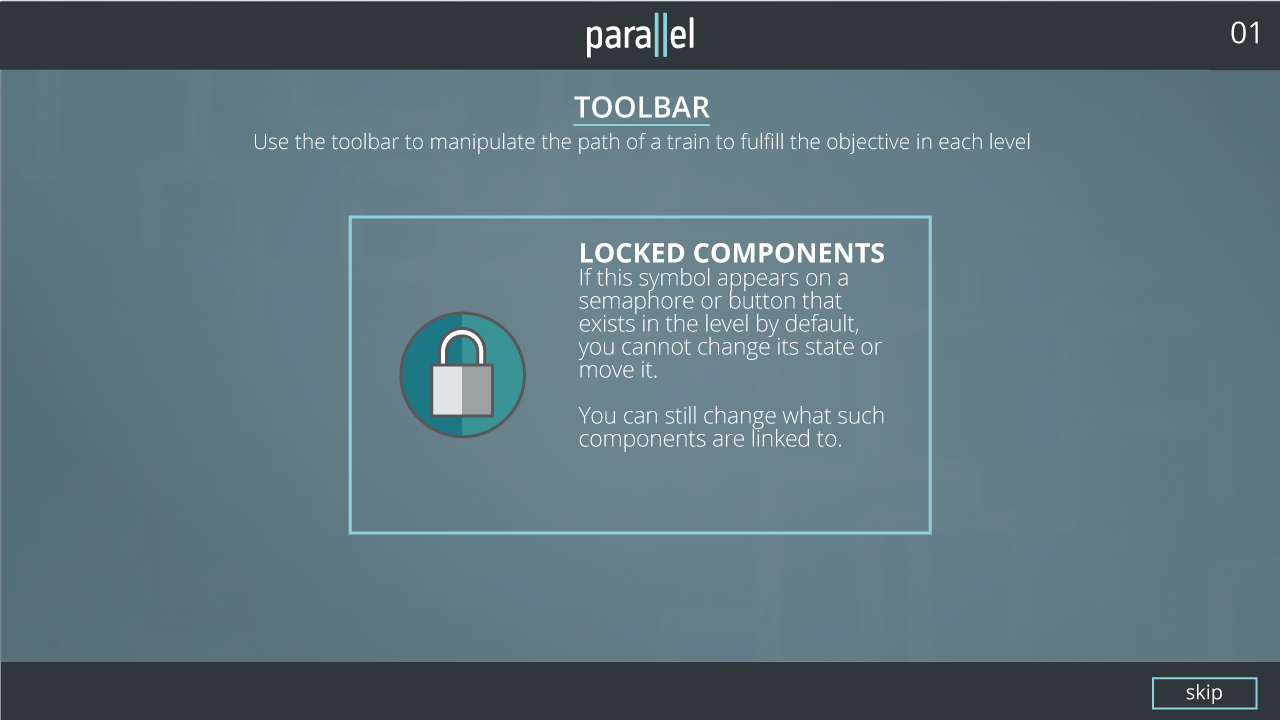 parallel
01
TOOLBAR
Use the toolbar to manipulate the path of a train to fulfill the objective in each level
LOCKED COMPONENTS
If this symbol appears on a
semaphore or button that
exists in the level by default,
you cannot change its state or
move it.
You can still change what such
components are linked to.
skip